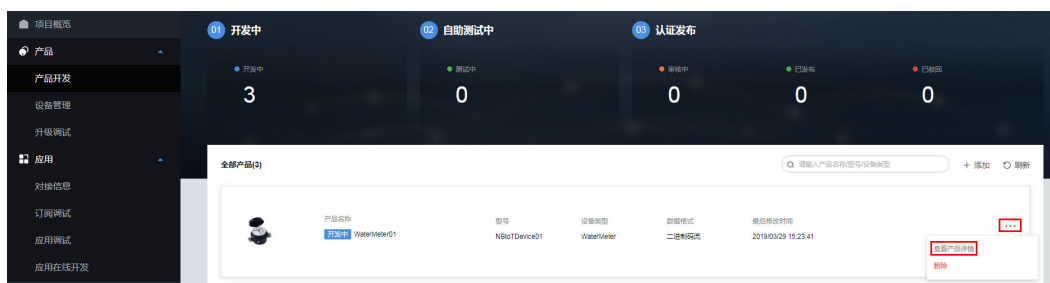 项目概览
产品
产品开发
设备管理
升级调试
应用
对接信息
订阅调试
应用调试
应用在线开发
01 开发中
02 自助测试中
03 认证发布
开发中
测试中
审核中
已发布
已驳回
3
0
0
0
0
全部产品(3)
请输入产品名称/型号/设备类型
+ 添加
刷新
产品名称
型号
设备类型
数据格式
最后修改时间
开发中 WaterMeter01
NBIoTDevice01
WaterMeter
二进制码流
2019/03/29 15:23:41
...
查看产品详情
删除